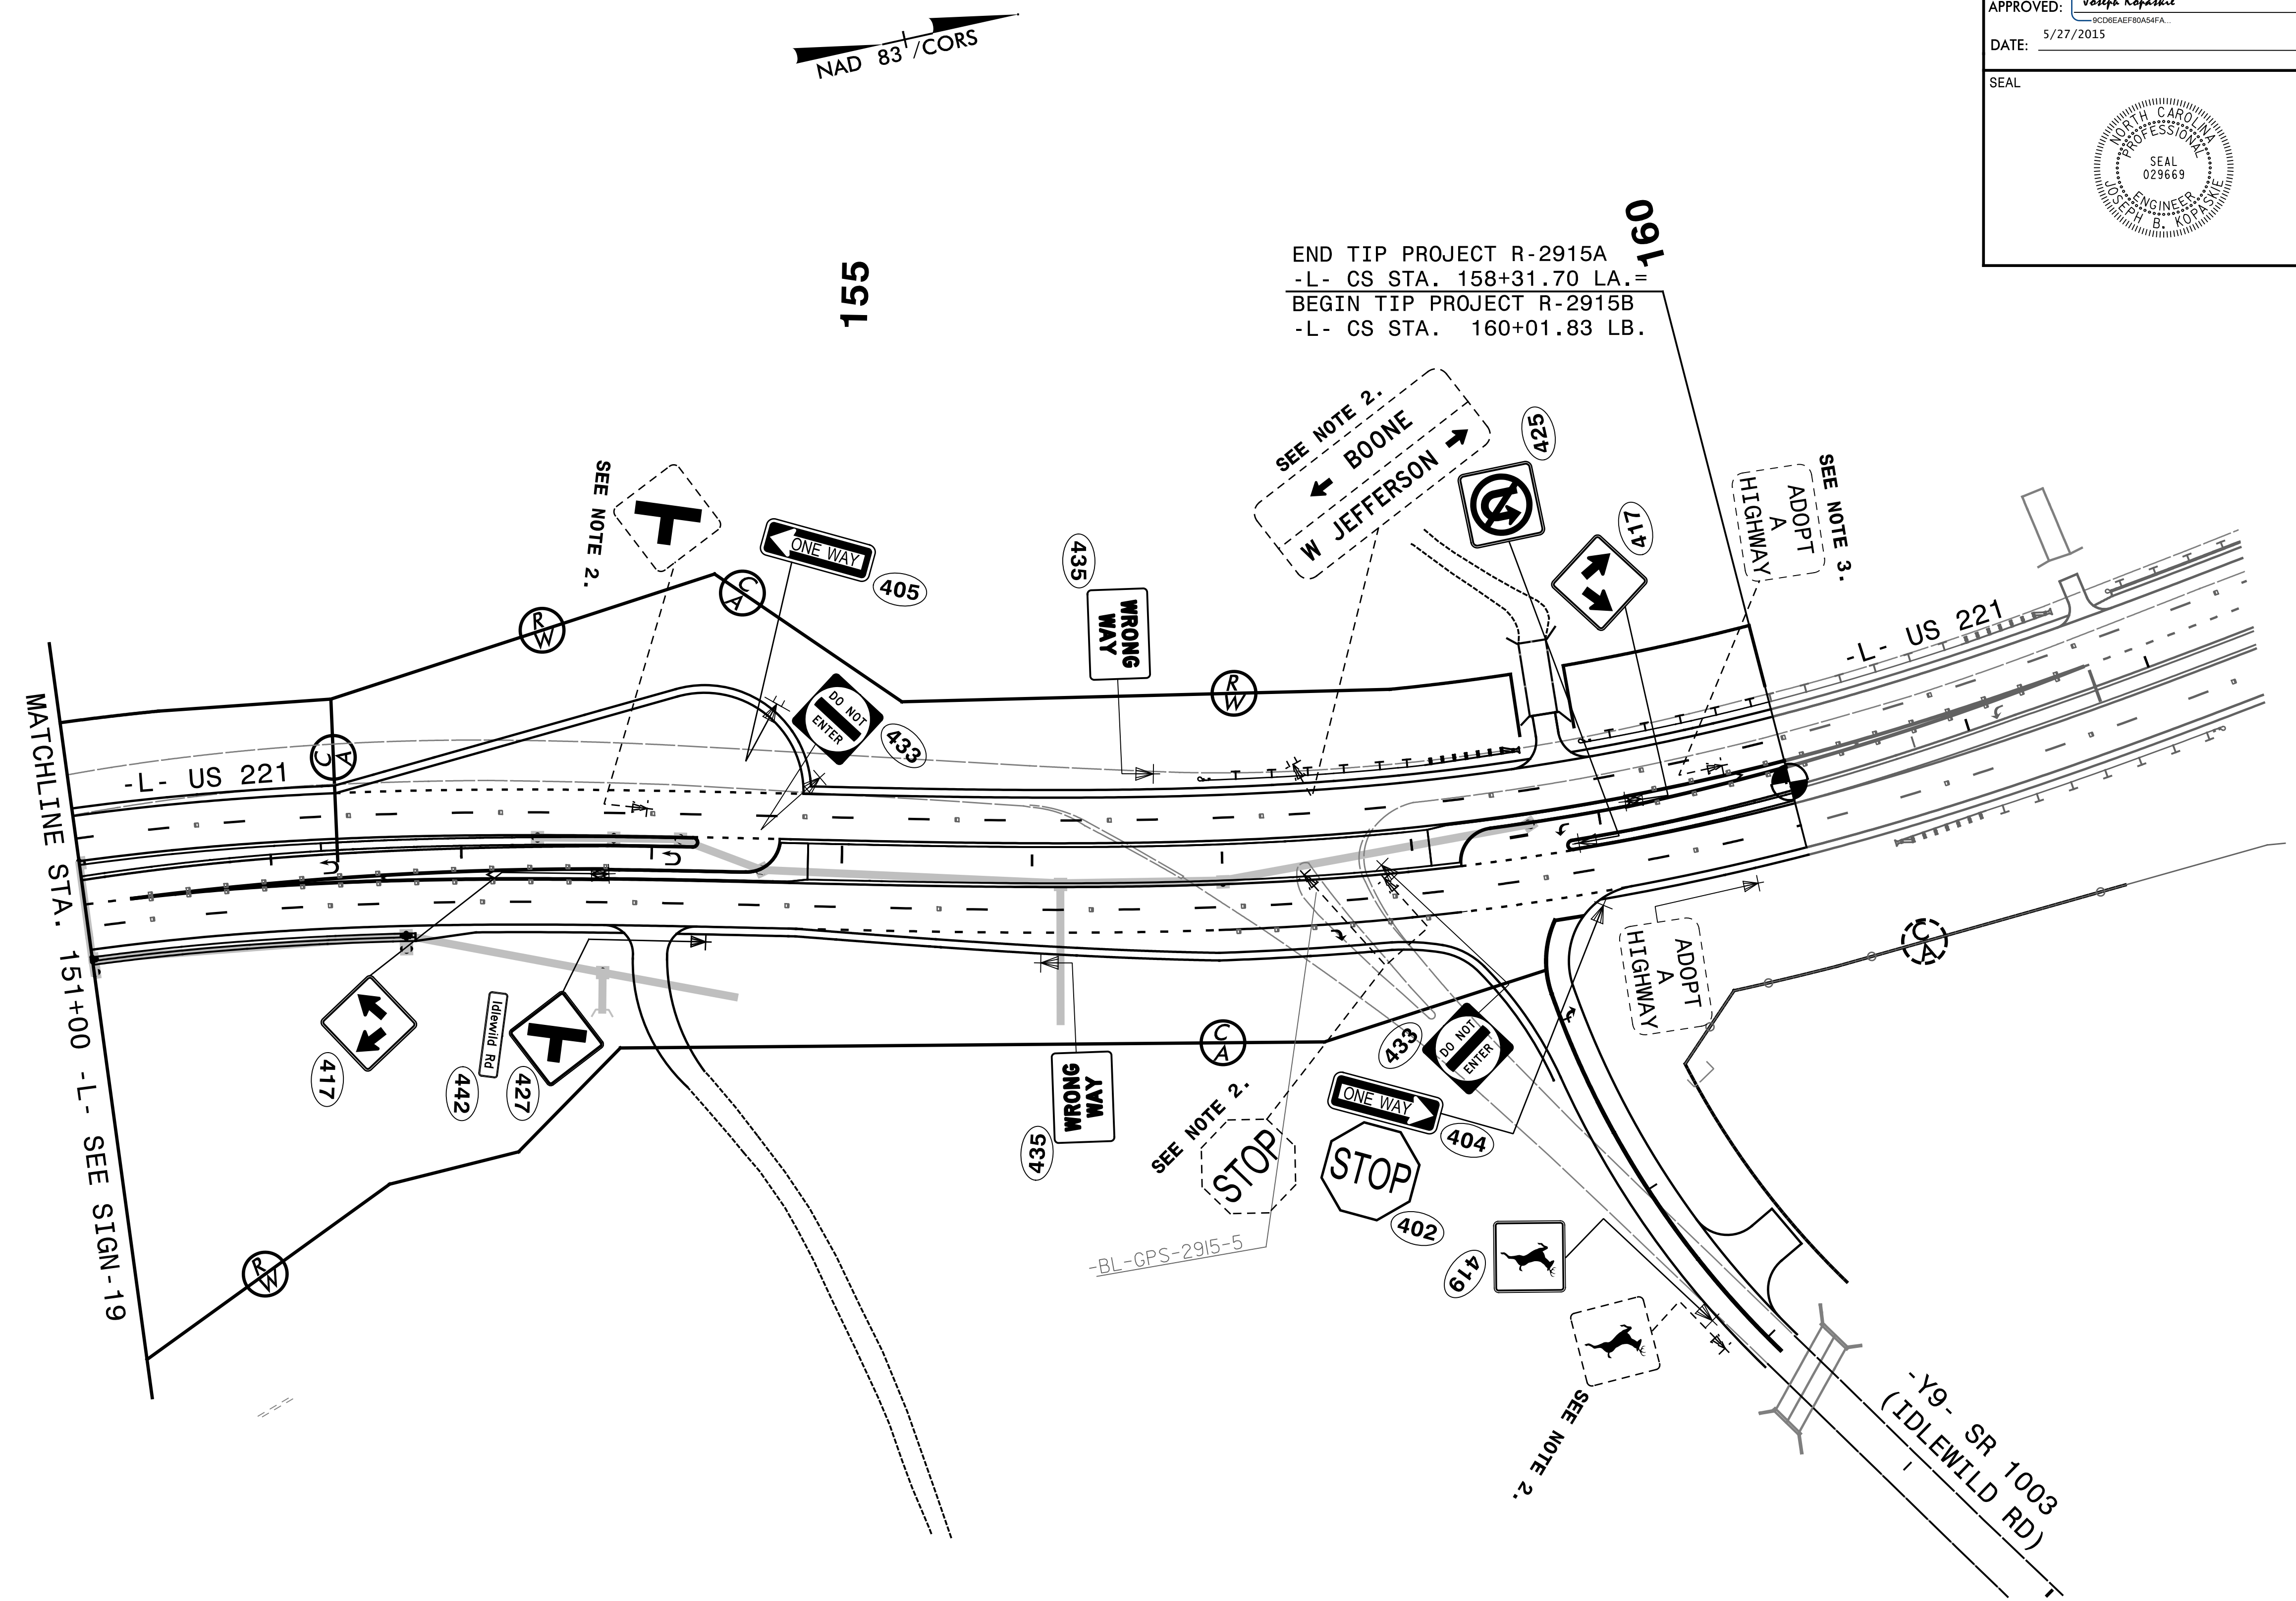 APPROVED: Joseph Kopaskie
9CD6EAEF80A54FA...
DATE: 5/27/2015
SEAL
NORTH CAROLINA
PROFESSIONAL
SEAL
029669
ENGINEER
JOSEPH B. KOPASKIE
NAD 83/CORS
155
160
END TIP PROJECT R-2915A
-L- CS STA. 158+31.70 LA.=
BEGIN TIP PROJECT R-2915B
-L- CS STA. 160+01.83 LB.
SEE NOTE 2.
BOONE
W JEFFERSON
425
417
SEE NOTE 3.
ADOPT
A
HIGHWAY
SEE NOTE 2.
T
ONE WAY
405
435
WRONG
WAY
R
W
C
A
DO NOT
ENTER
433
R
W
C
A
-L- US 221
-L- US 221
MATCHLINE STA. 151+00 -L- SEE SIGN-19
417
442
Idlewild Rd
427
WRONG
WAY
435
C
A
SEE NOTE 2.
STOP
433
DO NOT
ENTER
ONE WAY
404
STOP
402
ADOPT
A
HIGHWAY
C
A
R
W
-BL-GPS-2915-5
419
SEE NOTE 2.
-Y9- SR 1003
(IDLEWILD RD)